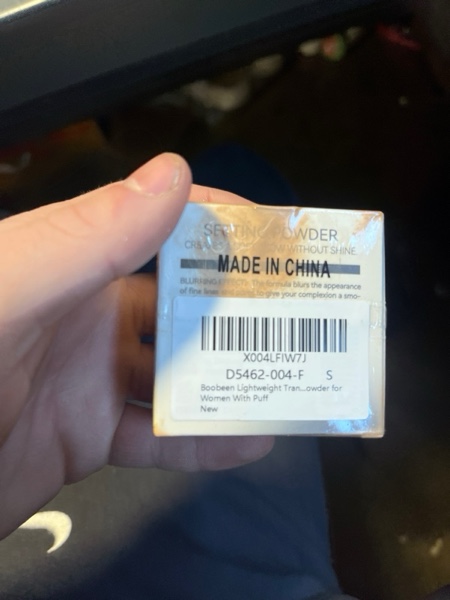 SETTING POWDER
WITHOUT SHINE
MADE IN CHINA
BLURRING EFFECT: The formula blurs the appearance
of fine lines to give your complexion a smo-
X004LFIW7J
D5462-004-F S
Boobeen Lightweight Tran...owder for
Women With Puff
New